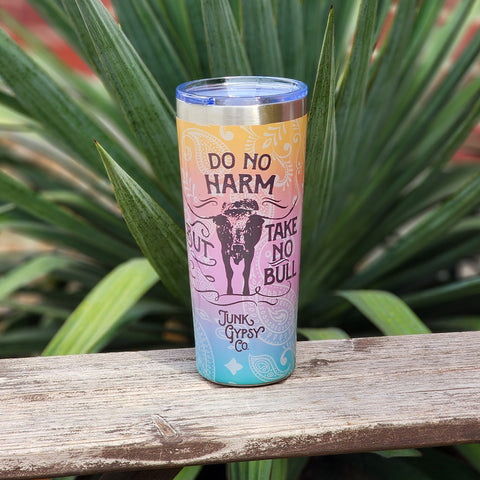 DO NO
HARM
BUT
TAKE
NO
BULL
JUNK
GYPSY
CO.